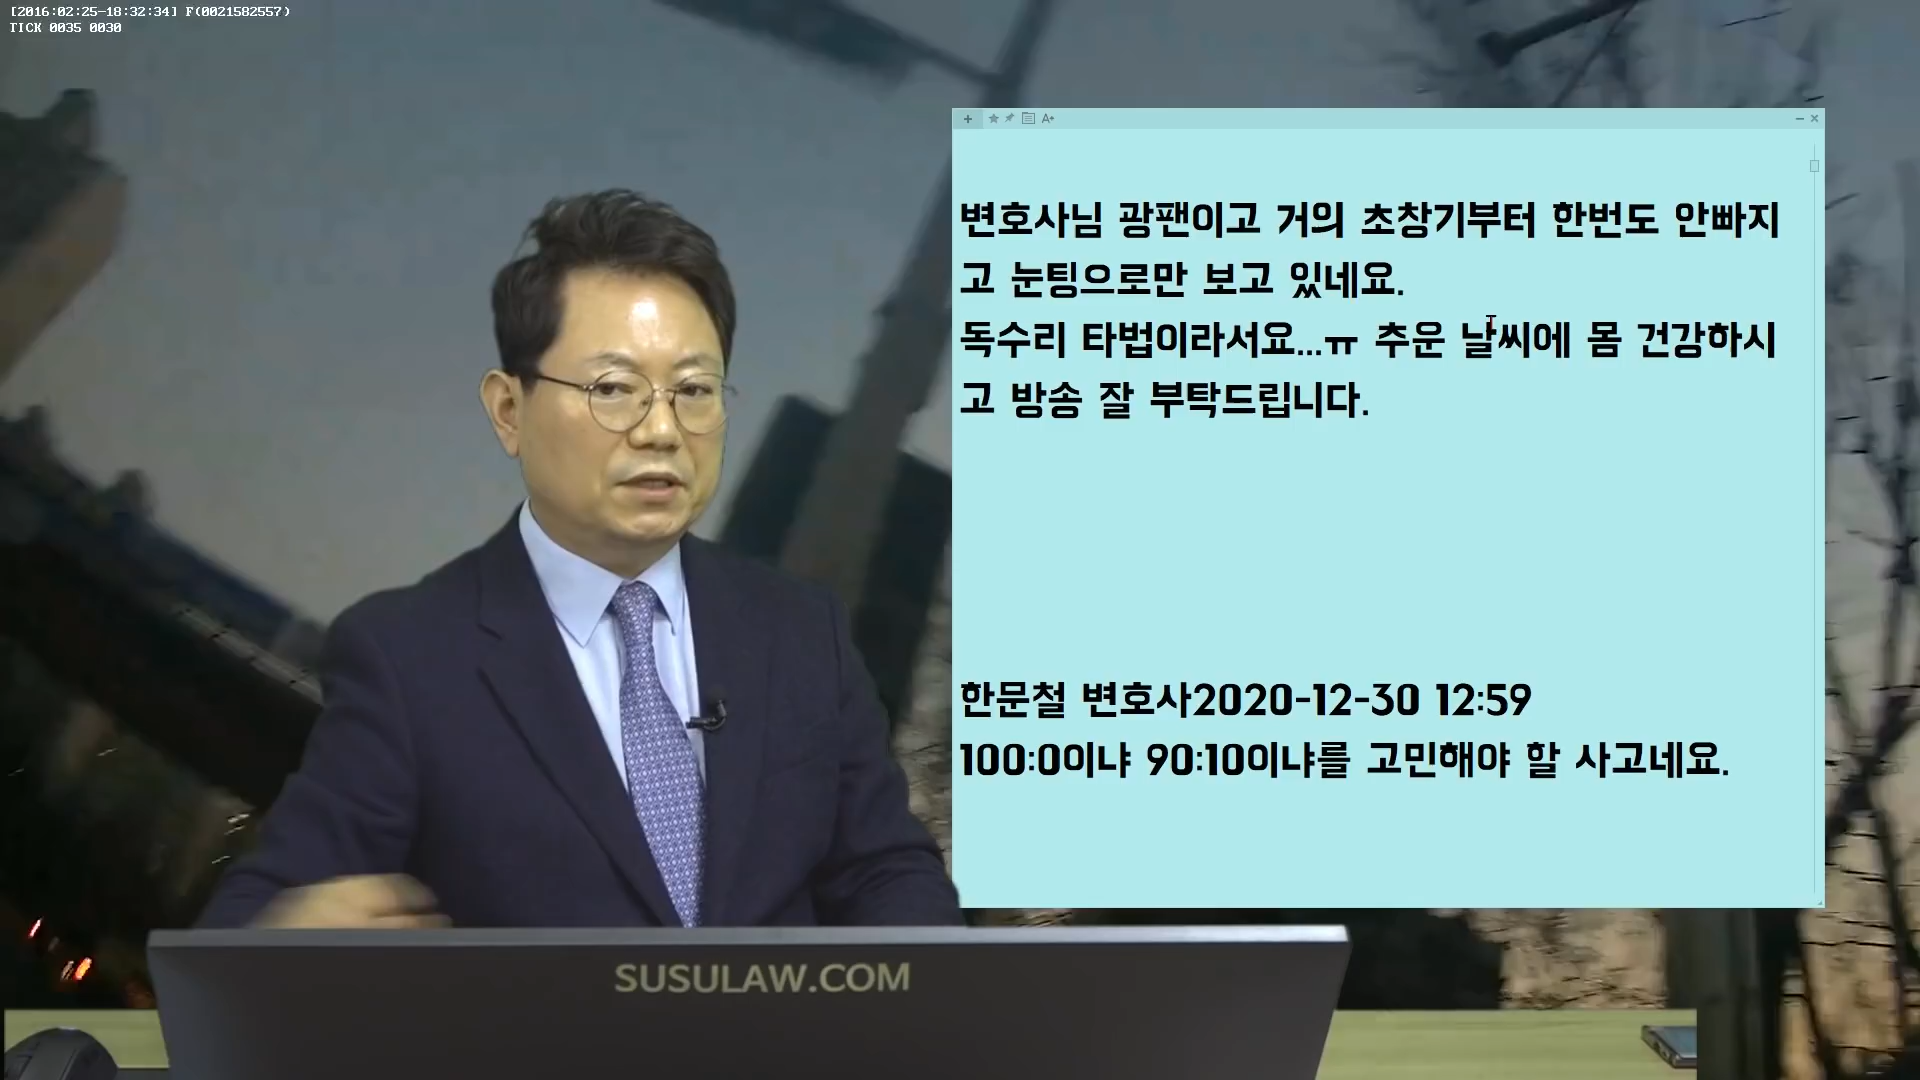 [2016:02:25-18:32:34] F(0021582557)
TICK 0035 0030
A+
변호사님 광팬이고 거의 초창기부터 한번도 안빠지
고 눈팅으로만 보고 있네요.
독수리 타법이라서요...ㅠ 추운 날씨에 몸 건강하시
고 방송 잘 부탁드립니다.
한문철 변호사2020-12-30 12:59
100:0이냐 90:10이냐를 고민해야 할 사고네요.
SUSULAW.COM